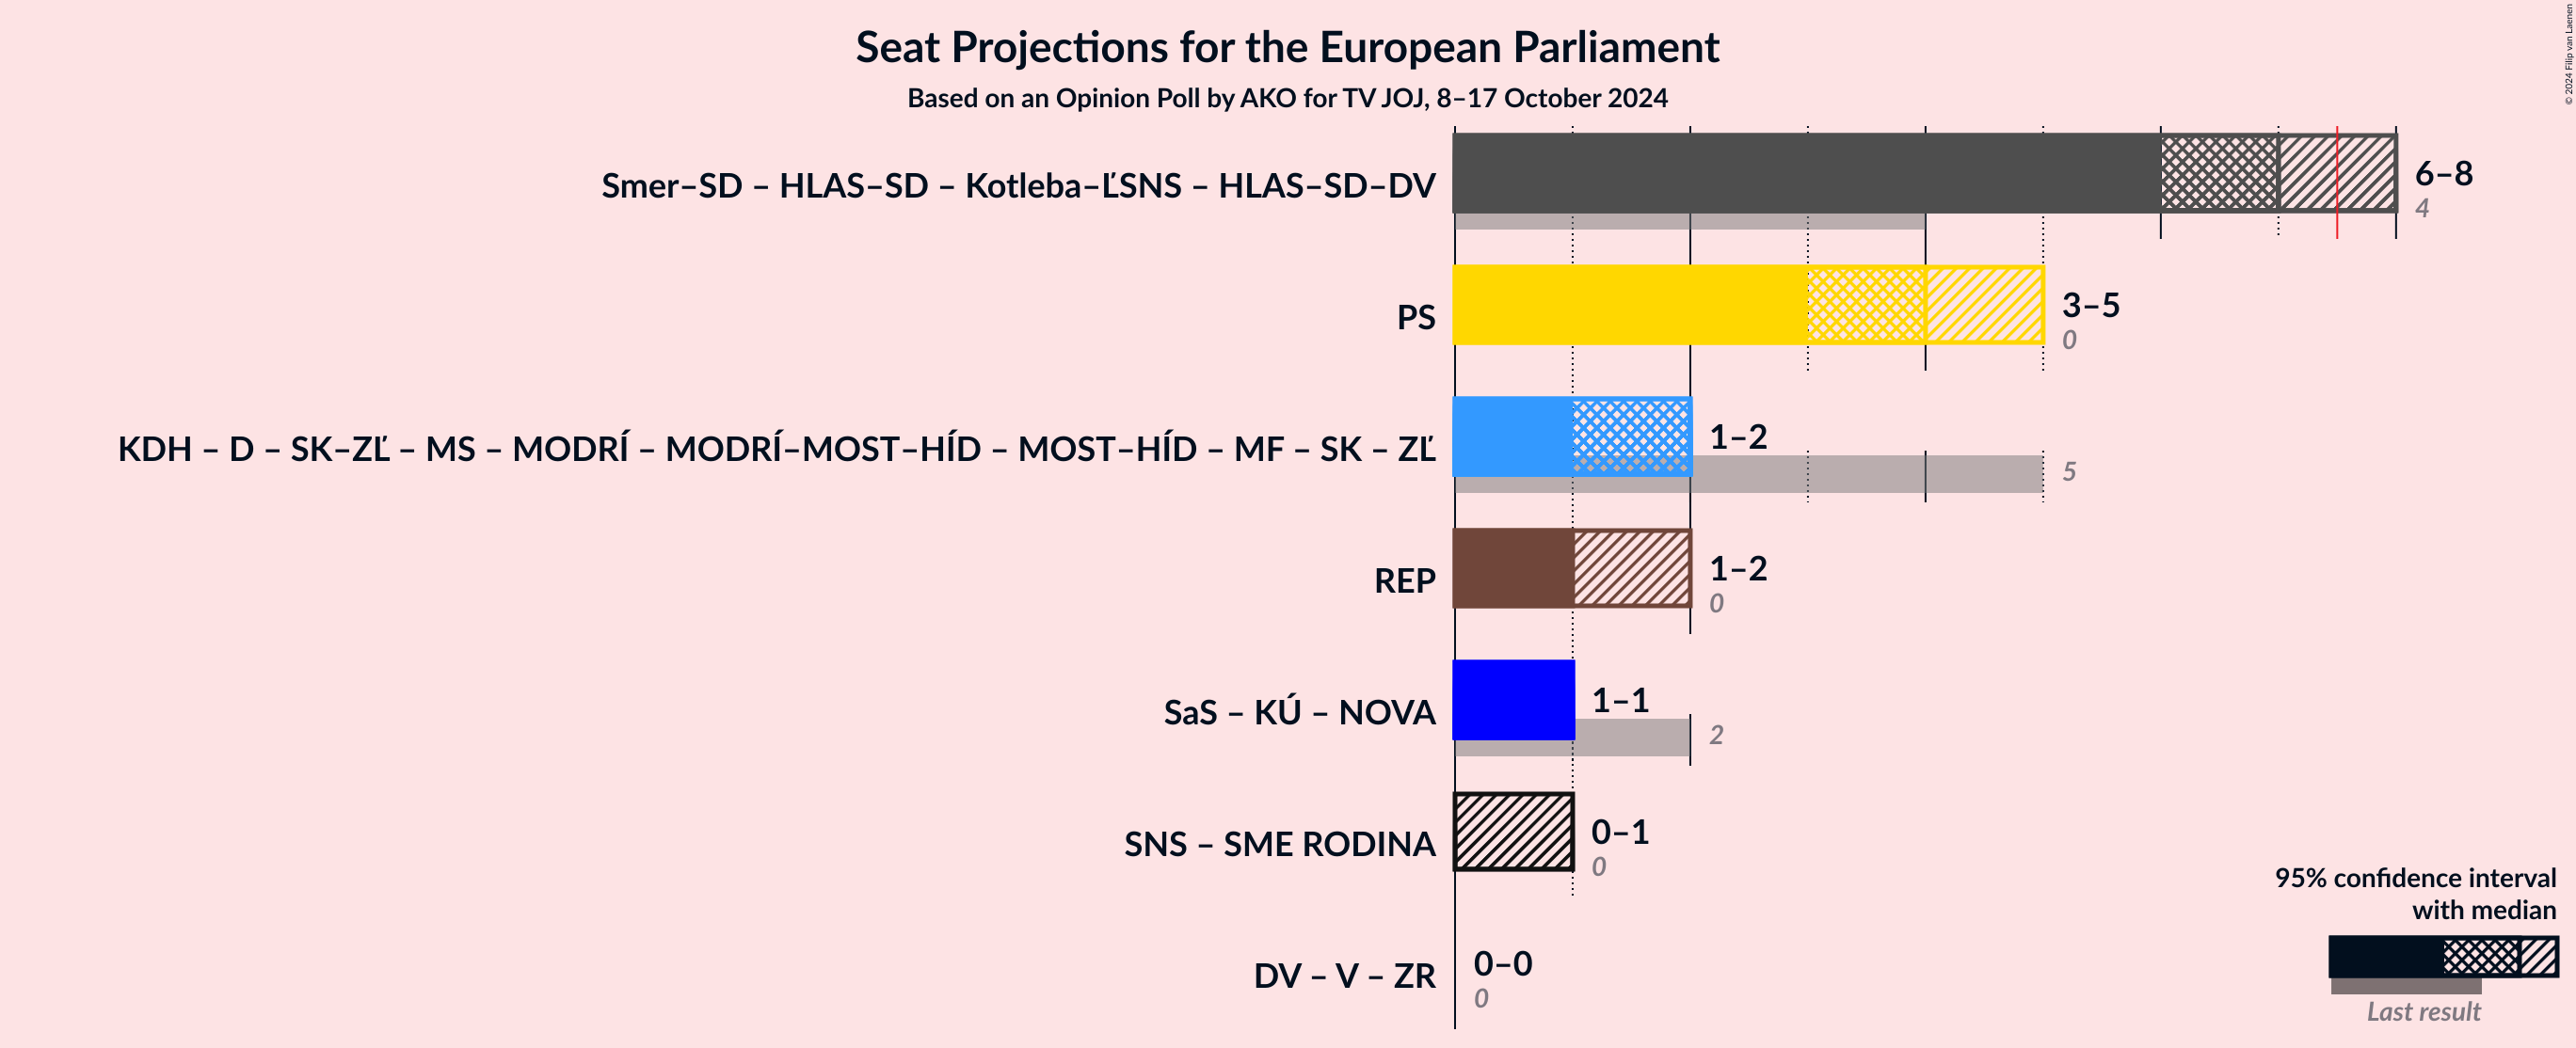 Seat Projections for the European Parliament
Based on an Opinion Poll by AKO for TV JOJ, 8–17 October 2024
© 2024 Filip van Laenen
Smer–SD – HLAS–SD – Kotleba–ĽSNS – HLAS–SD–DV
6–8
4
PS
3–5
0
KDH – D – SK–ZĽ – MS – MODRÍ – MODRÍ–MOST–HÍD – MOST–HÍD – MF – SK – ZĽ
1–2
5
REP
1–2
0
SaS – KÚ – NOVA
1–1
2
SNS – SME RODINA
0–1
0
DV – V – ZR
0–0
0
95% confidence interval
with median
Last result